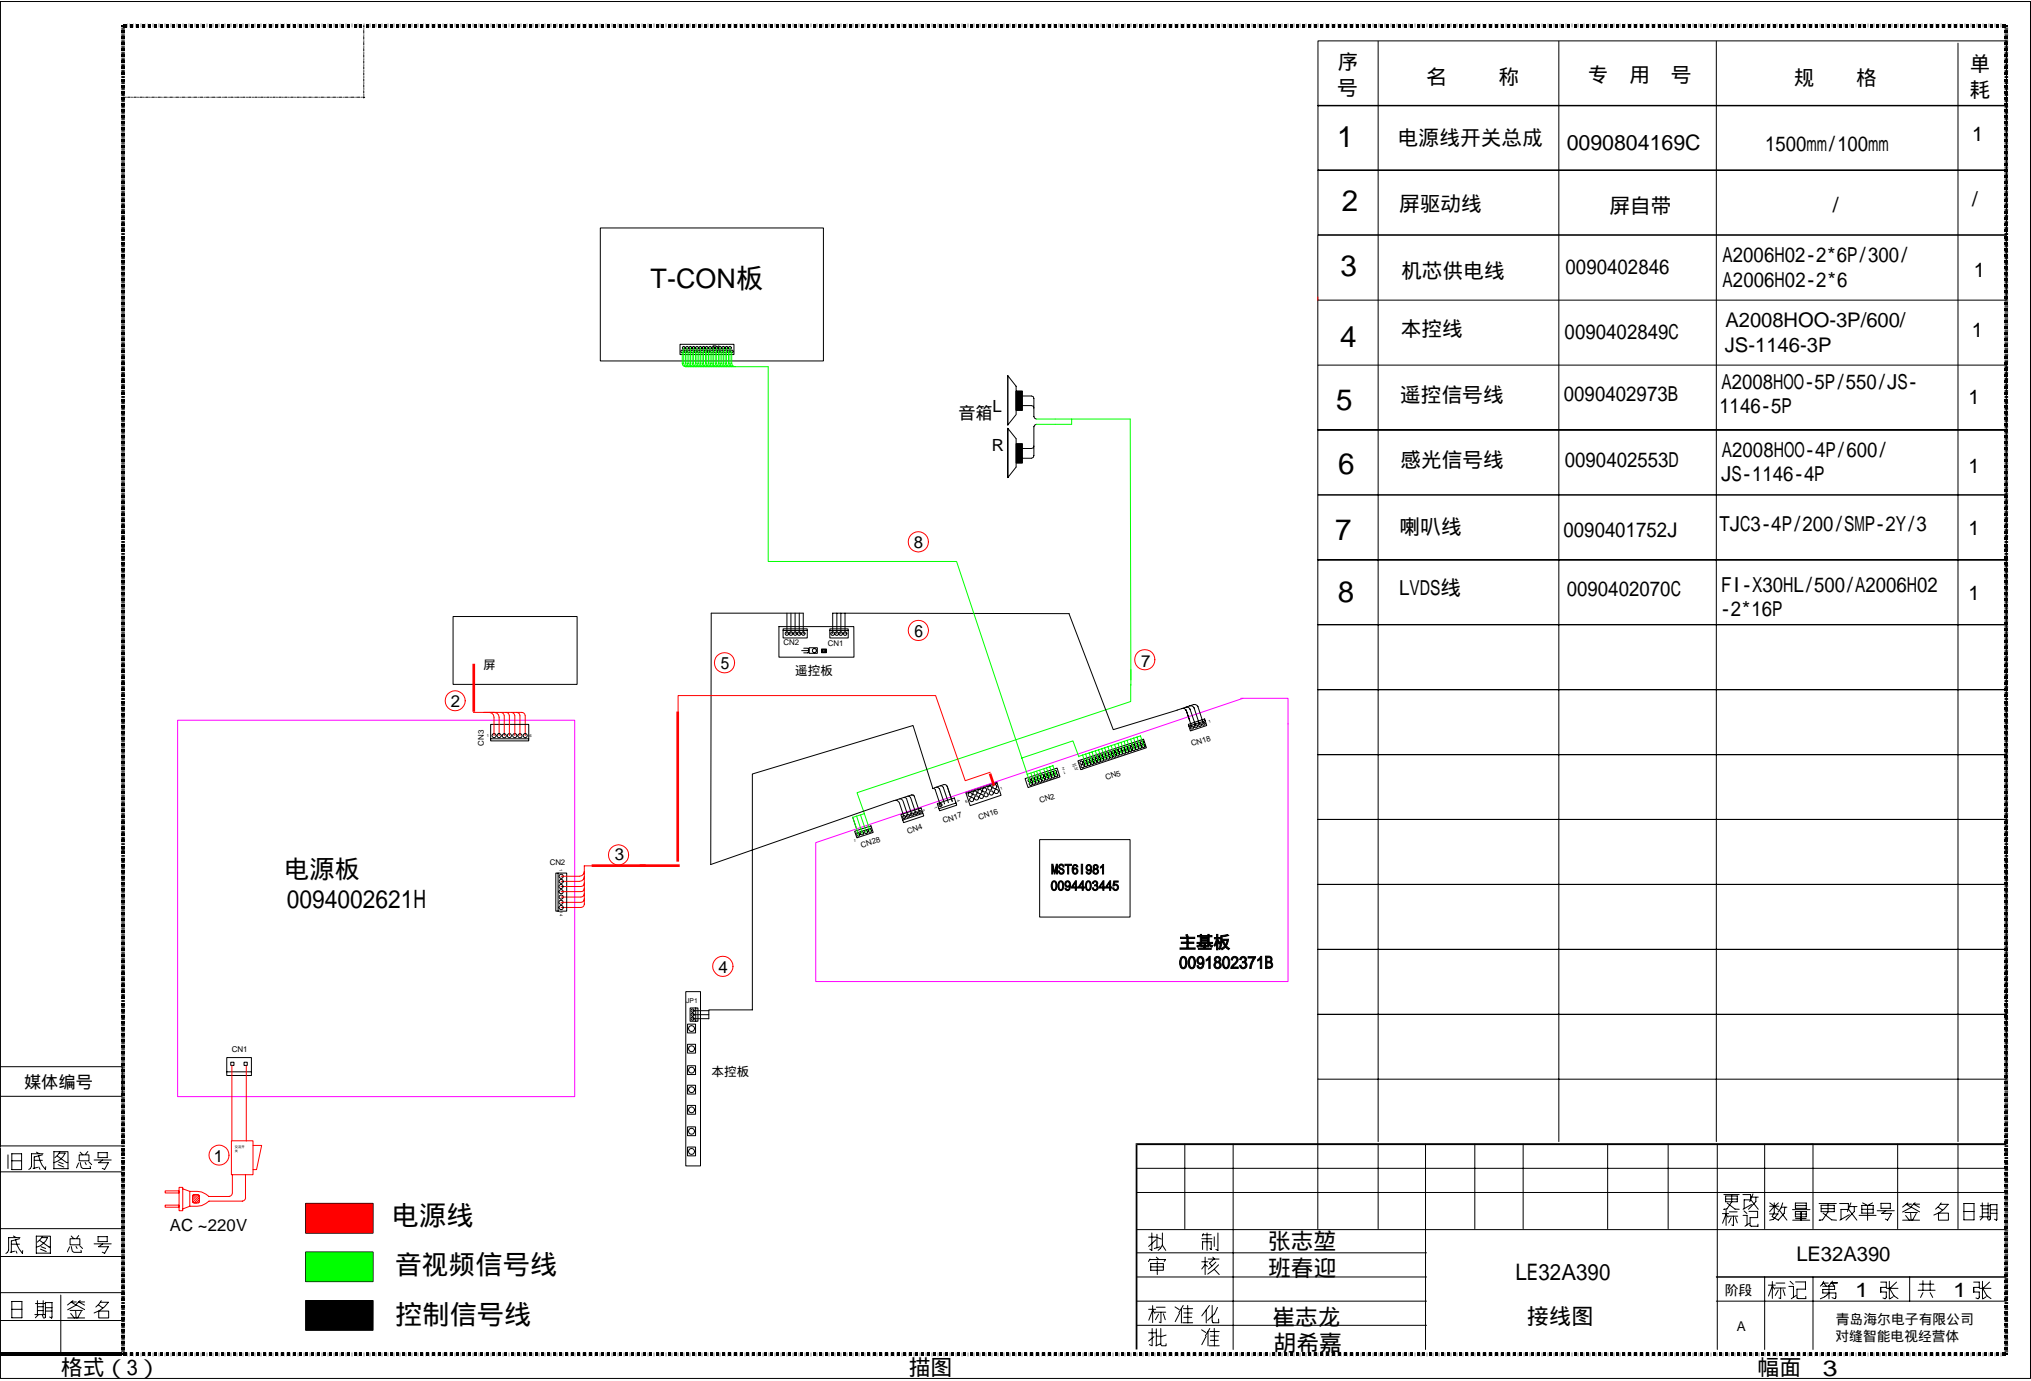 序号 名 称 专 用 号 规 格 单耗
1 电源线开关总成 0090804169C 1500mm/100mm 1
2 屏驱动线 屏自带 / /
3 机芯供电线 0090402846 A2006H02-2*6P/300/
A2006H02-2*6 1
4 本控线 0090402849C A2008HOO-3P/600/
JS-1146-3P 1
5 遥控信号线 0090402973B A2008HOO-5P/550/JS-
1146-5P 1
6 感光信号线 0090402553D A2008HOO-4P/600/
JS-1146-4P 1
7 喇叭线 0090401752J TJC3-4P/200/SMP-2Y/3 1
8 LVDS线 0090402070C FI-X30HL/500/A2006H02
-2*16P 1
T-CON板
音箱 L
R
8
6
5
7
CN2 CN1
遥控板
屏
2
CN3
CN18
CN5
CN2
CN16
CN17
CN4
CN28
3
CN2
电源板
0094002621H
MST6I981
0094403445
主基板
0091802371B
4
JP1
本控板
CN1
1
AC ~220V
电源线
音视频信号线
控制信号线
媒体编号
旧底图总号
底图总号
日期 签名
更改标记 数量 更改单号 签名 日期
拟 制 张志堃
审 核 班春迎
标准化 崔志龙
批 准 胡希嘉
LE32A390
接线图
LE32A390
阶段 标记 第 1 张 共 1 张
A
青岛海尔电子有限公司
对缝智能电视经营体
格式（3） 描图 幅面 3